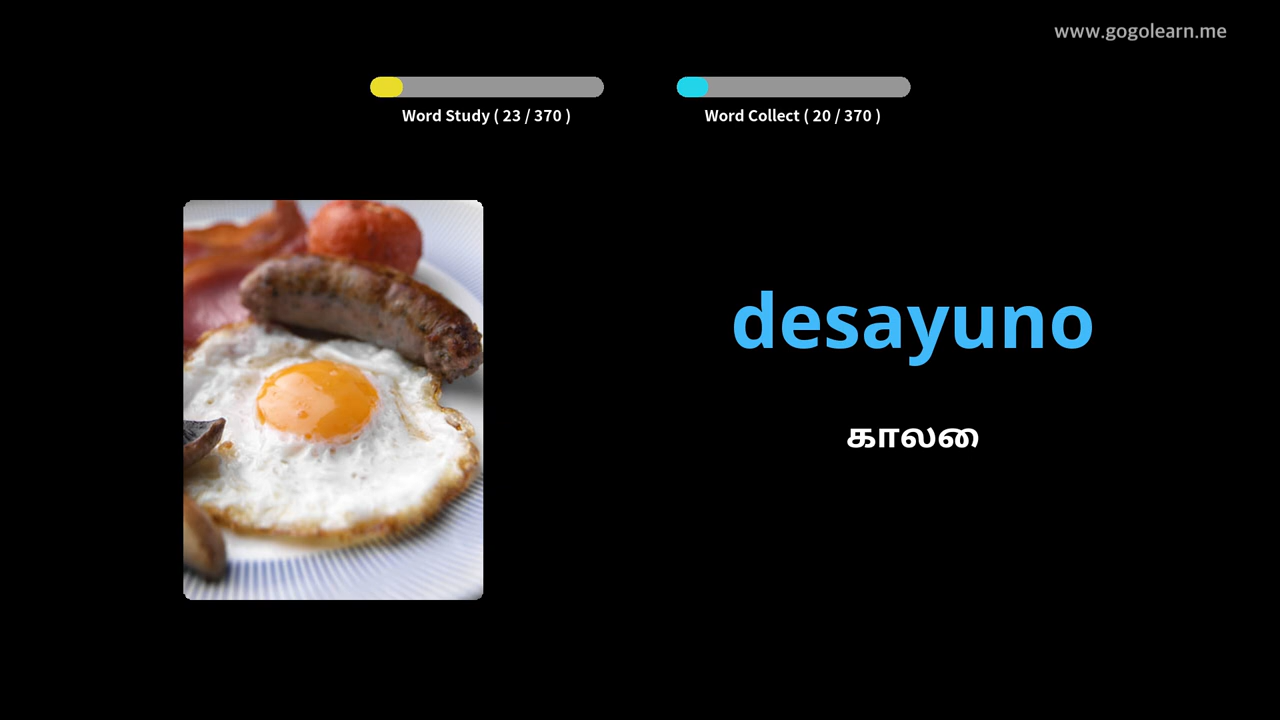 www.gogolearn.me
Word Study ( 23 / 370 )
Word Collect ( 20 / 370 )
desayuno
காலை